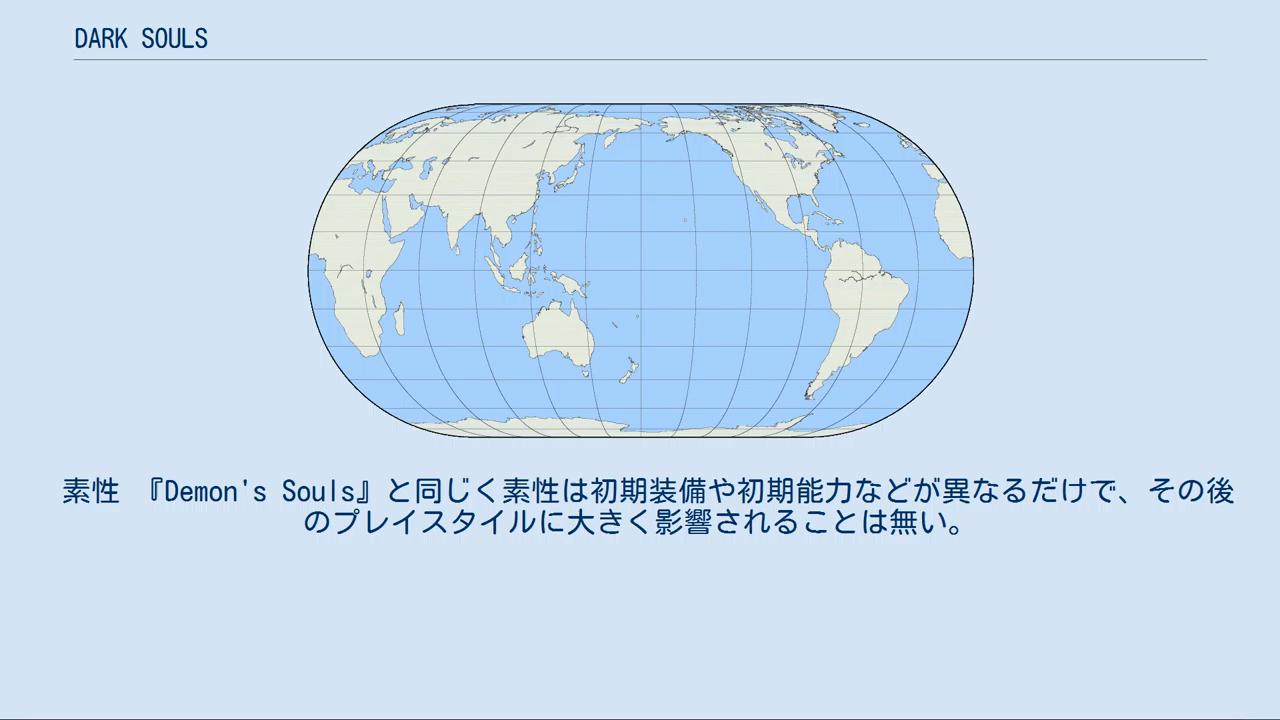 DARK SOULS
素性 『Demon's Souls』と同じく素性は初期装備や初期能力などが異なるだけで、その後
のプレイスタイルに大きく影響されることは無い。